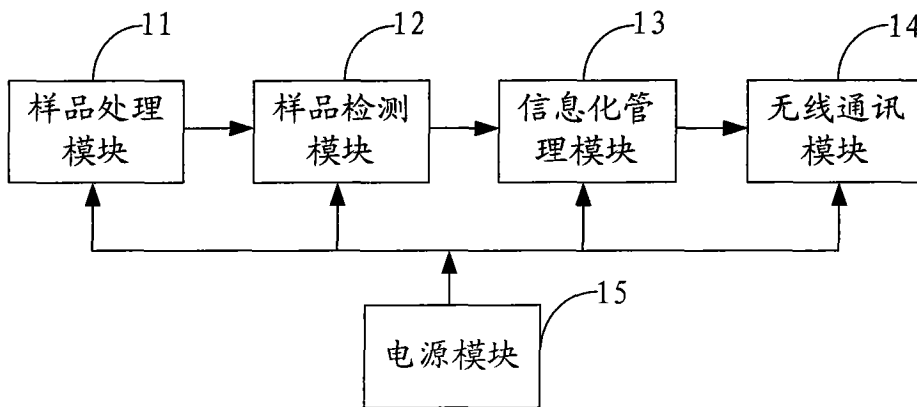 11
12
13
14
样品处理
模块
样品检测
模块
信息化管
理模块
无线通讯
模块
15
电源模块